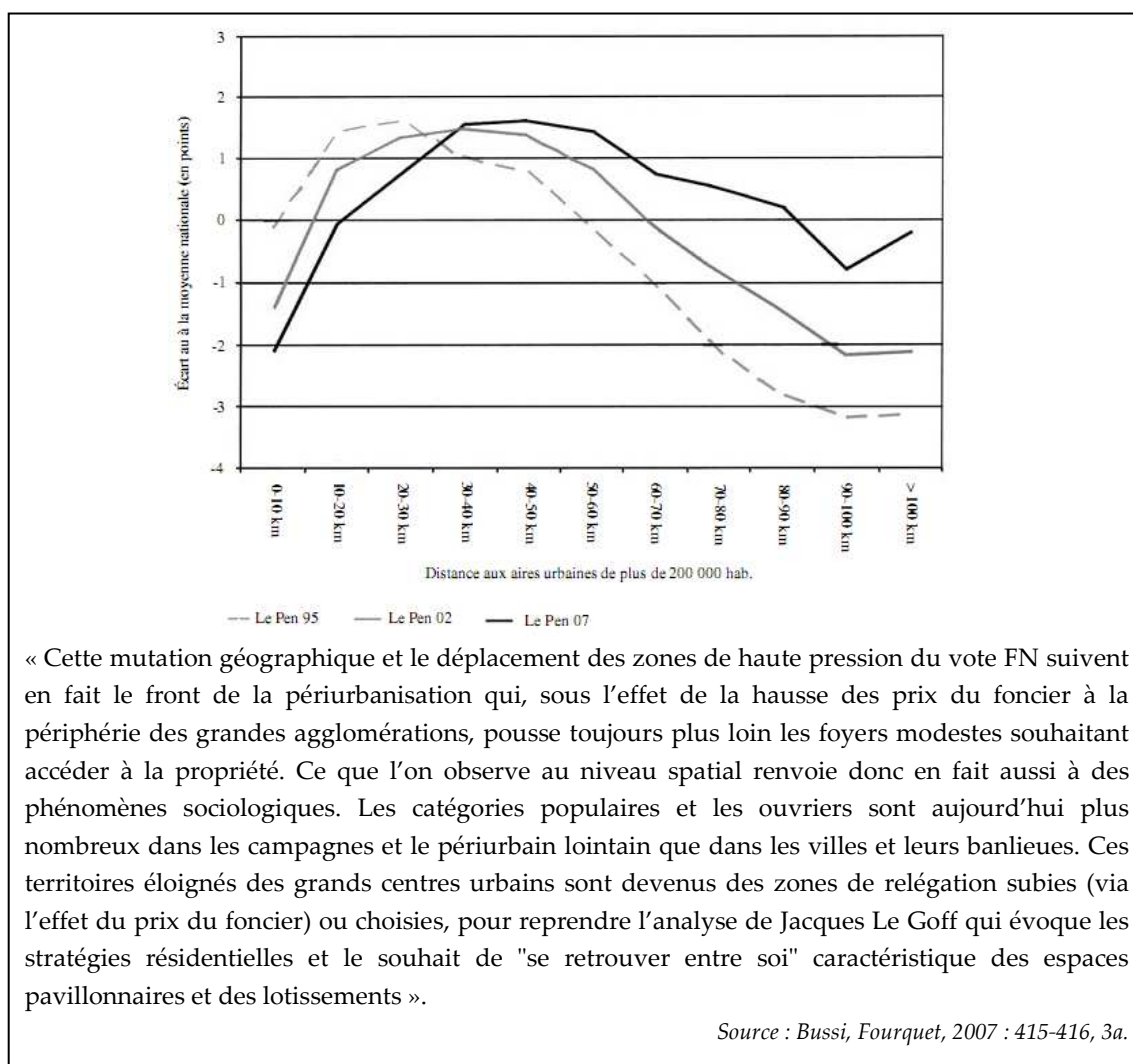 3
2
1
0
-1
-2
-3
-4
Écart au à la moyenne nationale (en points)
0-10 km
10-20 km
20-30 km
30-40 km
40-50 km
50-60 km
60-70 km
70-80 km
80-90 km
90-100 km
> 100 km
Distance aux aires urbaines de plus de 200 000 hab.
Le Pen 95 Le Pen 02 Le Pen 07
« Cette mutation géographique et le déplacement des zones de haute pression du vote FN suivent
en fait le front de la périurbanisation qui, sous l’effet de la hausse des prix du foncier à la
périphérie des grandes agglomérations, pousse toujours plus loin les foyers modestes souhaitant
accéder à la propriété. Ce que l’on observe au niveau spatial renvoie donc en fait aussi à des
phénomènes sociologiques. Les catégories populaires et les ouvriers sont aujourd’hui plus
nombreux dans les campagnes et le périurbain lointain que dans les villes et leurs banlieues. Ces
territoires éloignés des grands centres urbains sont devenus des zones de relégation subies (via
l’effet du prix du foncier) ou choisies, pour reprendre l’analyse de Jacques Le Goff qui évoque les
stratégies résidentielles et le souhait de "se retrouver entre soi" caractéristique des espaces
pavillonnaires et des lotissements ».
Source : Bussi, Fourquet, 2007 : 415-416, 3a.